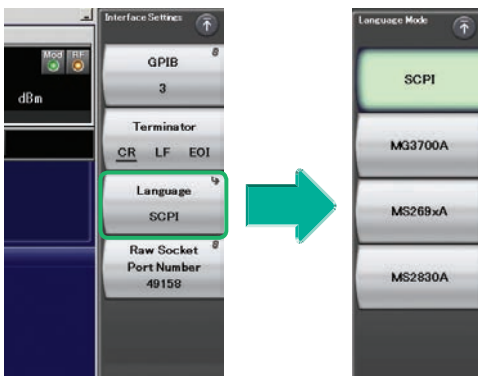 Mod RF
dBm
Interface Settings
GPIB
3
Terminator
CR LF EOI
Language
SCPI
Raw Socket
Port Number
49158
Language Mode
SCPI
MG3700A
MS269xA
MS2830A